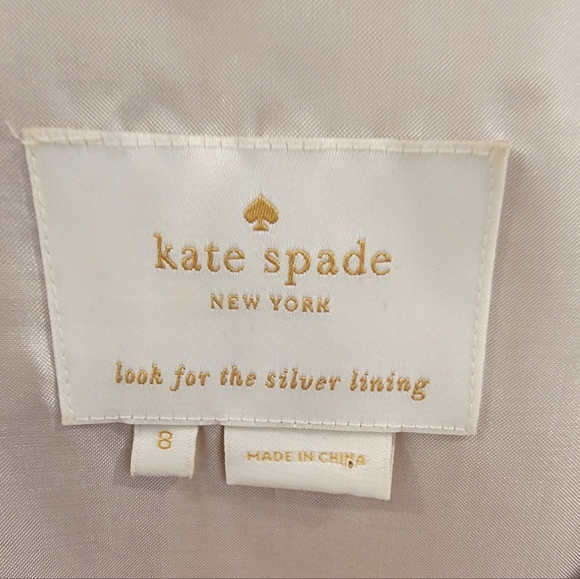 kate spade
NEW YORK
look for the silver lining
8
MADE IN CHINA